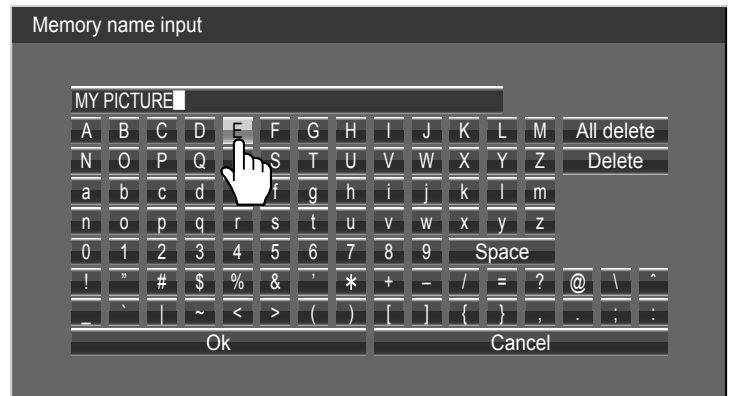 Memory name input
MY PICTURE
A B C D E F G H I J K L M All delete
N O P Q S T U V W X Y Z Delete
a b c d f g h i j k l m
n o p q r s t u v w x y z
0 1 2 3 4 5 6 7 8 9 Space
! " # $ % & ' * + – / = ? @ \ ^
_ ` | ~ < > ( ) [ ] { } , . ; :
Ok Cancel